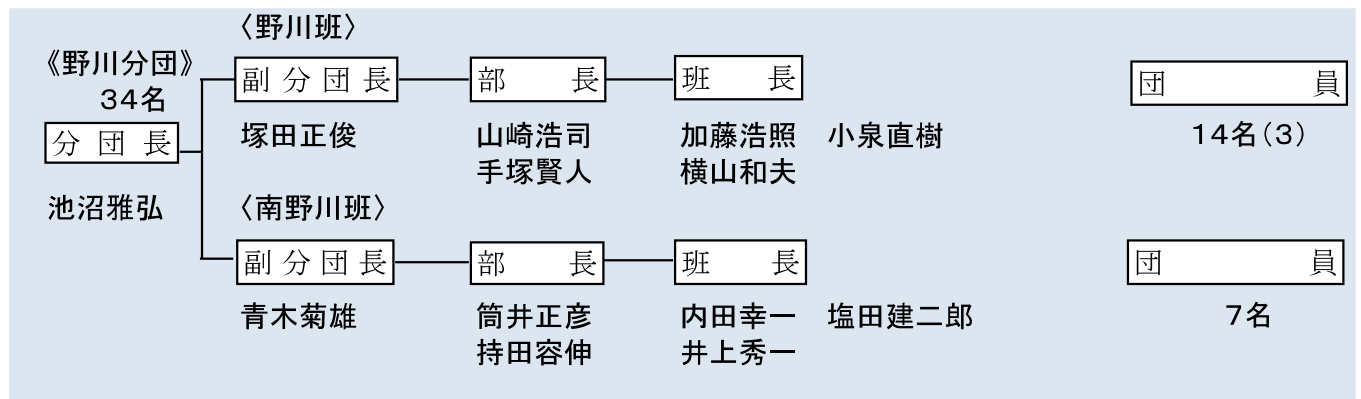 《野川分団》
34名
分団長
池沼雅弘
〈野川班〉
副分団長 部長 班長 団員
塚田正俊 山崎浩司 加藤浩照 小泉直樹 14名(3)
手塚賢人 横山和夫
〈南野川班〉
副分団長 部長 班長 団員
青木菊雄 筒井正彦 内田幸一 塩田建二郎 7名
持田容伸 井上秀一